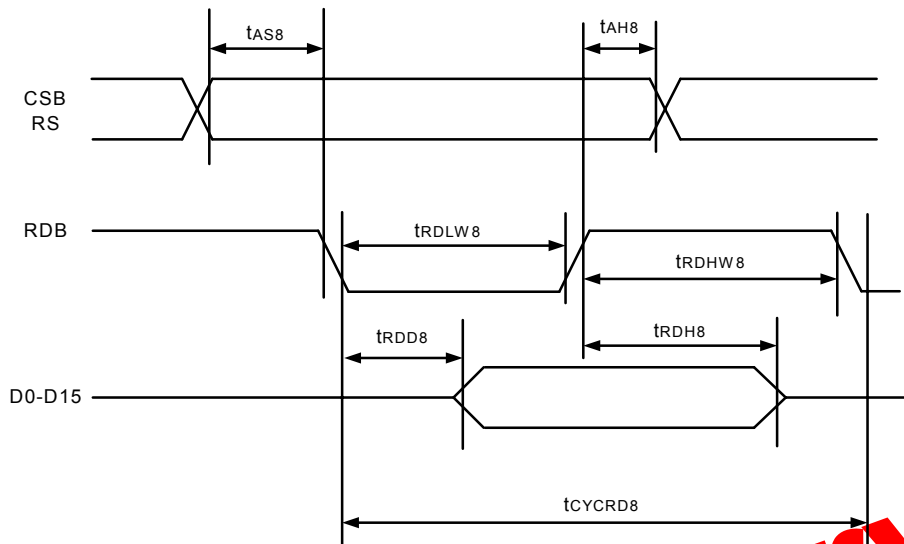 tAS8
tAH8
CSB
RS
RDB
tRDLW8
tRDHW8
tRDD8
tRDH8
D0-D15
tCYCRD8